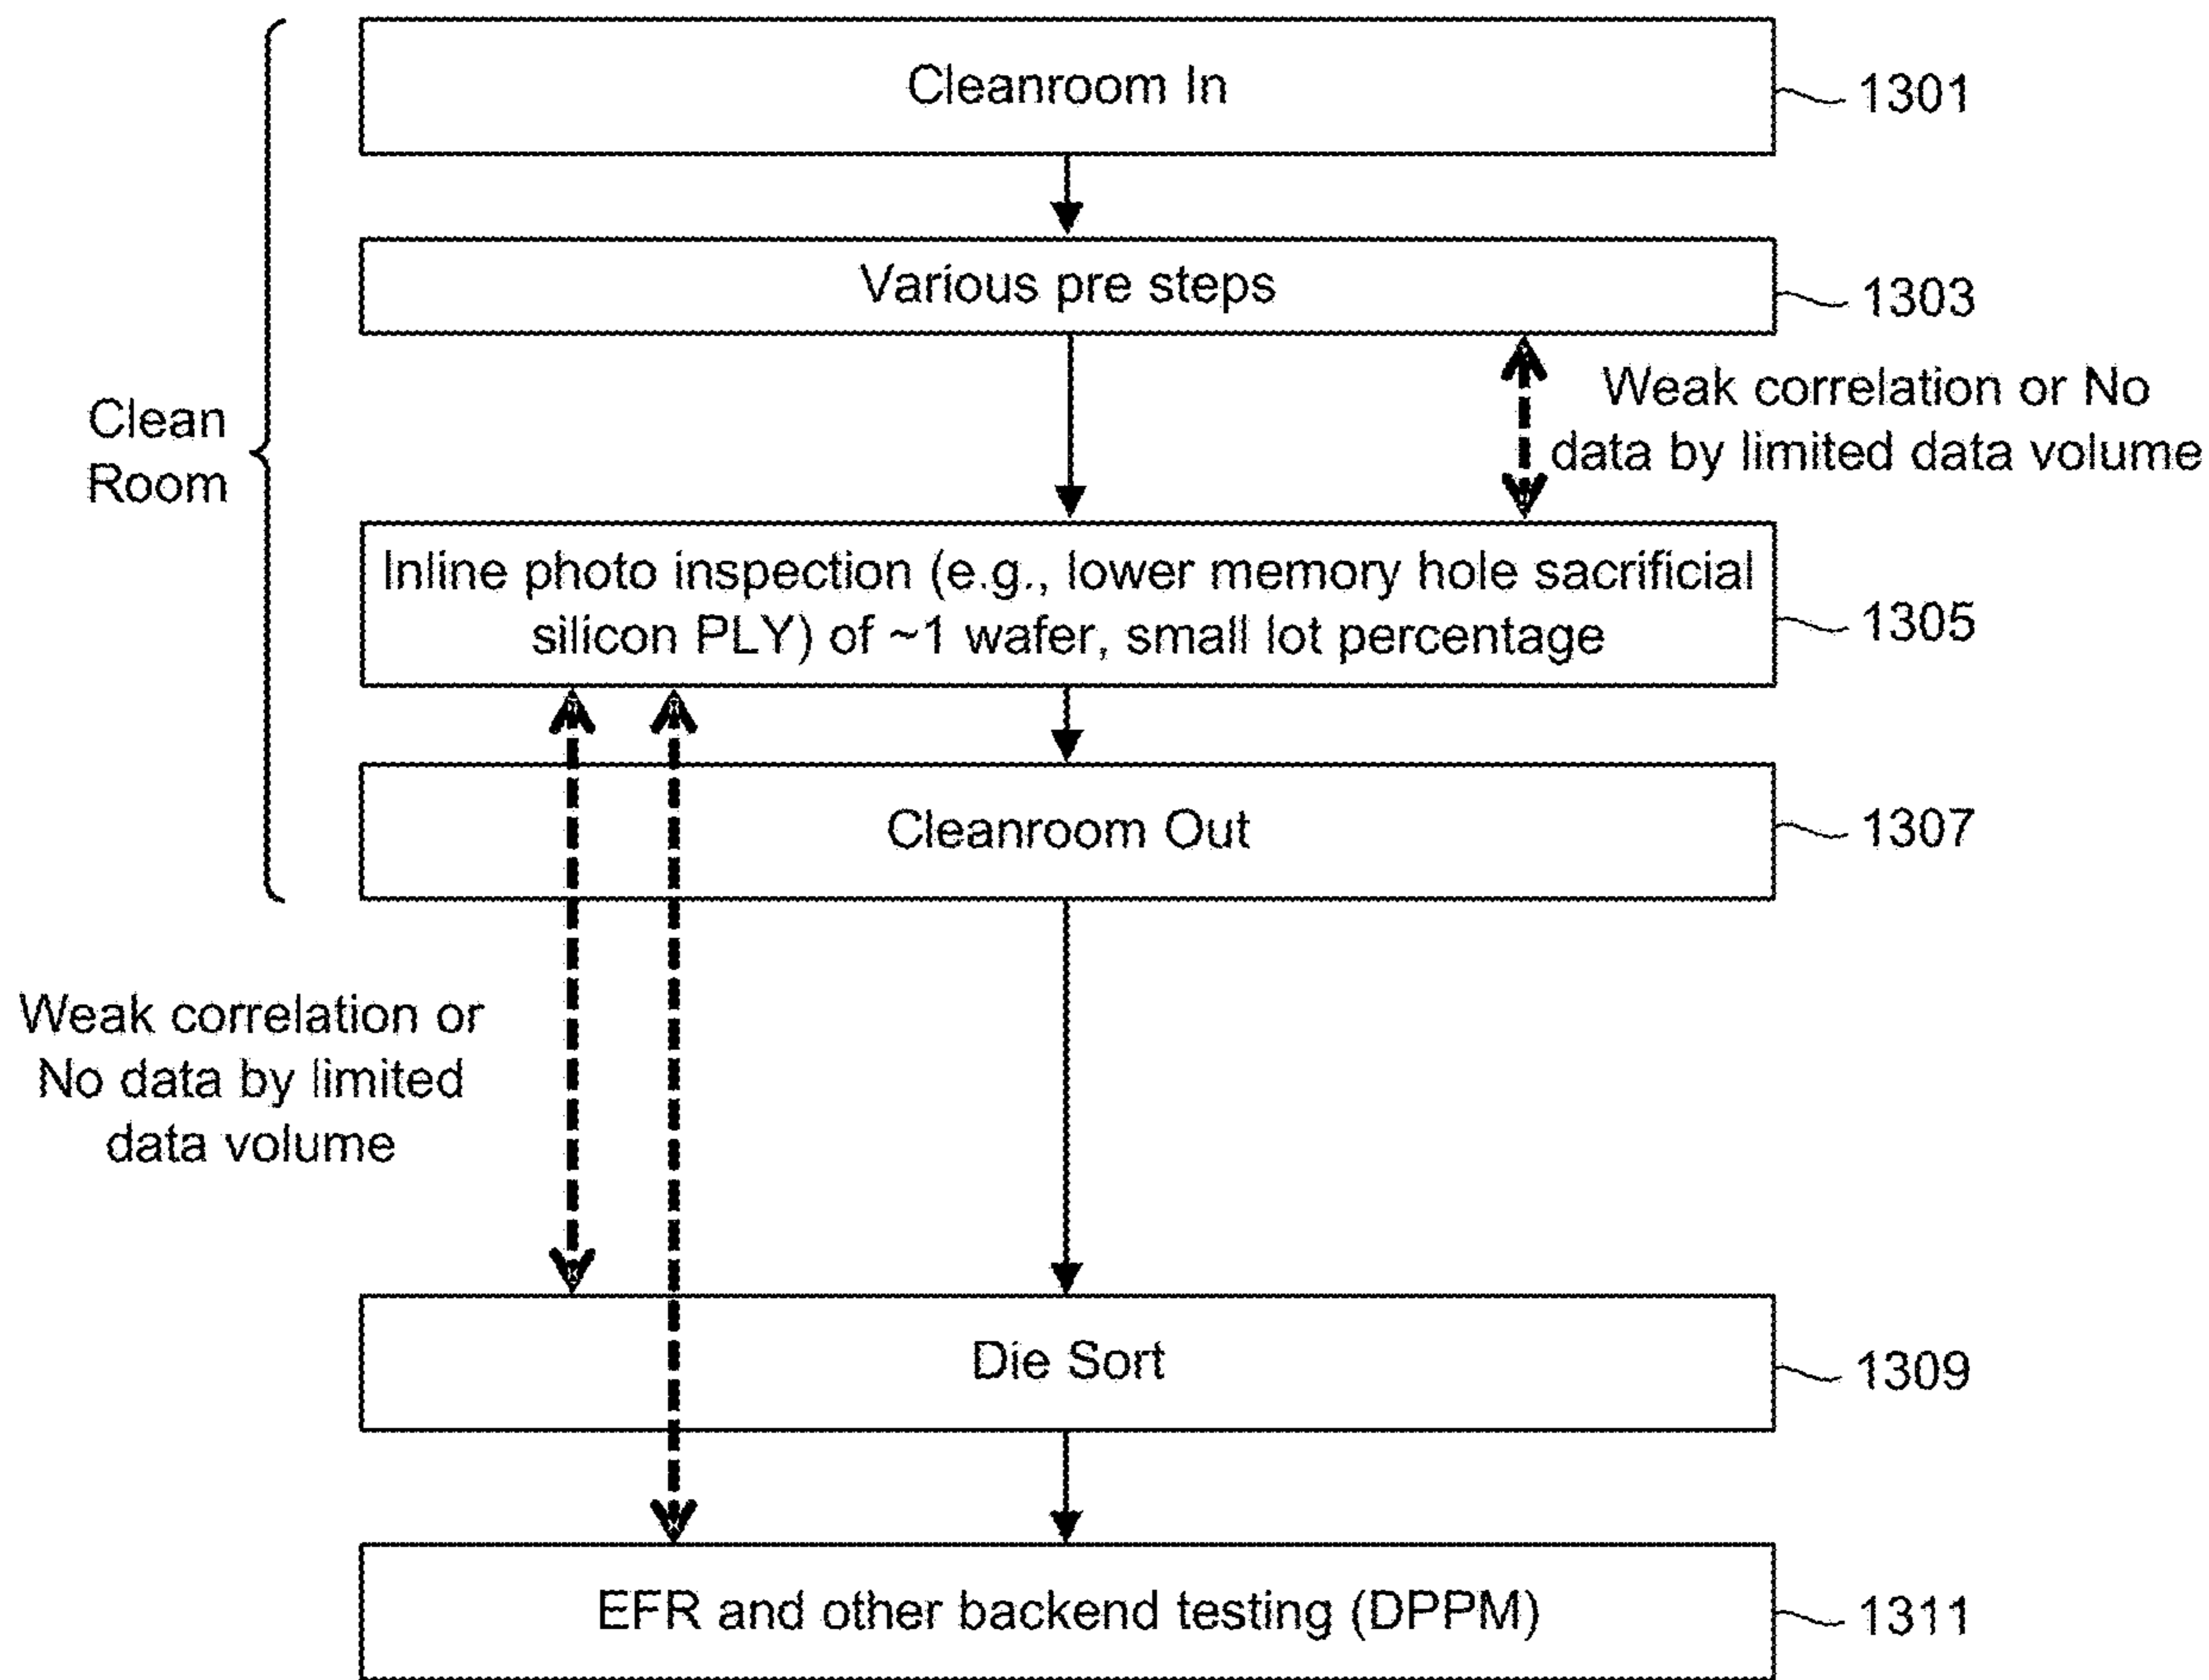 Cleanroom In
1301
Various pre steps
1303
Clean
Room
Weak correlation or No
data by limited data volume
Inline photo inspection (e.g., lower memory hole sacrificial
silicon PLY) of ~1 wafer, small lot percentage
1305
Cleanroom Out
1307
Weak correlation or
No data by limited
data volume
Die Sort
1309
EFR and other backend testing (DPPM)
1311